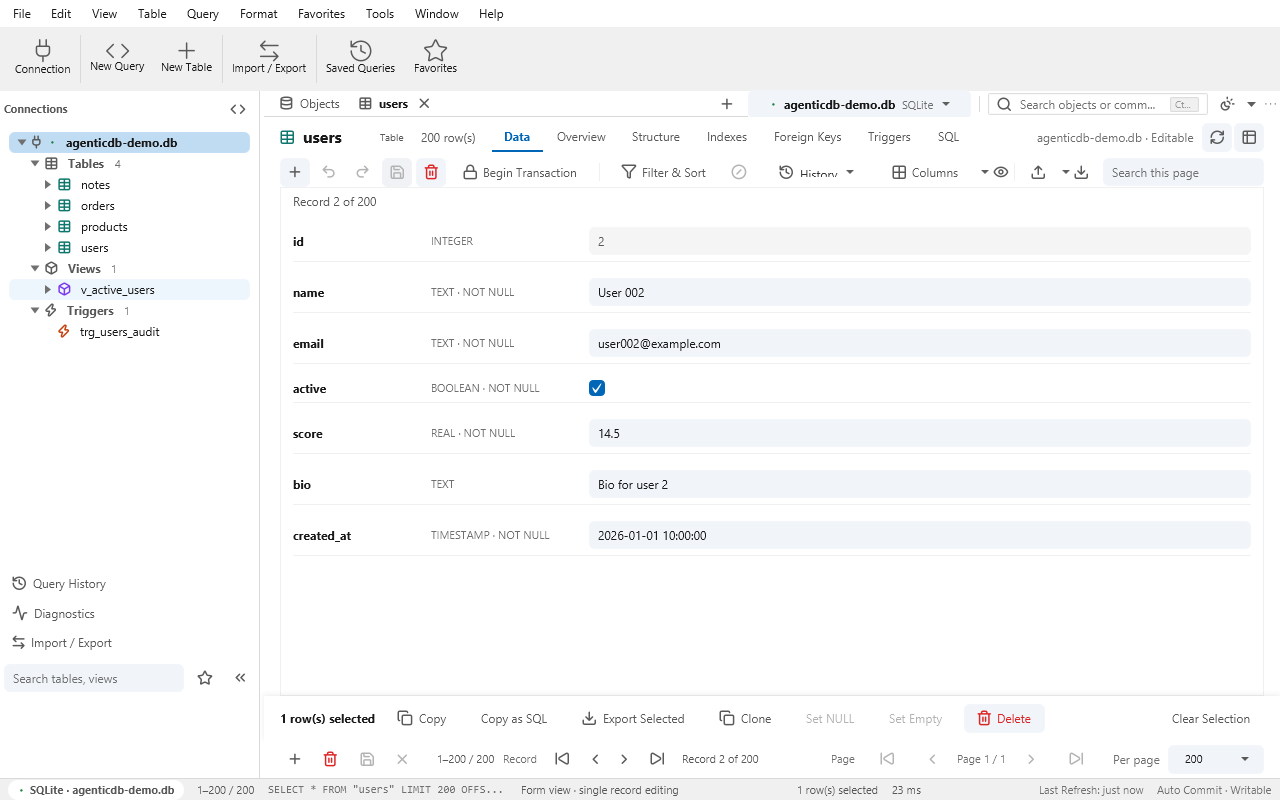 File Edit View Table Query Format Favorites Tools Window Help
Connection New Query New Table Import / Export Saved Queries Favorites
Connections
agenticdb-demo.db
Tables 4
notes
orders
products
users
Views 1
v_active_users
Triggers 1
trg_users_audit
Query History
Diagnostics
Import / Export
Search tables, views
Objects users agenticdb-demo.db SQLite Search objects or comm... Ct...
users Table 200 row(s) Data Overview Structure Indexes Foreign Keys Triggers SQL agenticdb-demo.db · Editable
Begin Transaction Filter & Sort History Columns Search this page
Record 2 of 200
id INTEGER 2
name TEXT · NOT NULL User 002
email TEXT · NOT NULL user002@example.com
active BOOLEAN · NOT NULL
score REAL · NOT NULL 14.5
bio TEXT Bio for user 2
created_at TIMESTAMP · NOT NULL 2026-01-01 10:00:00
1 row(s) selected Copy Copy as SQL Export Selected Clone Set NULL Set Empty Delete Clear Selection
1–200 / 200 Record Record 2 of 200 Page Page 1 / 1 Per page 200
SQLite · agenticdb-demo.db 1–200 / 200 SELECT * FROM "users" LIMIT 200 OFFS... Form view · single record editing 1 row(s) selected 23 ms Last Refresh: just now Auto Commit · Writable